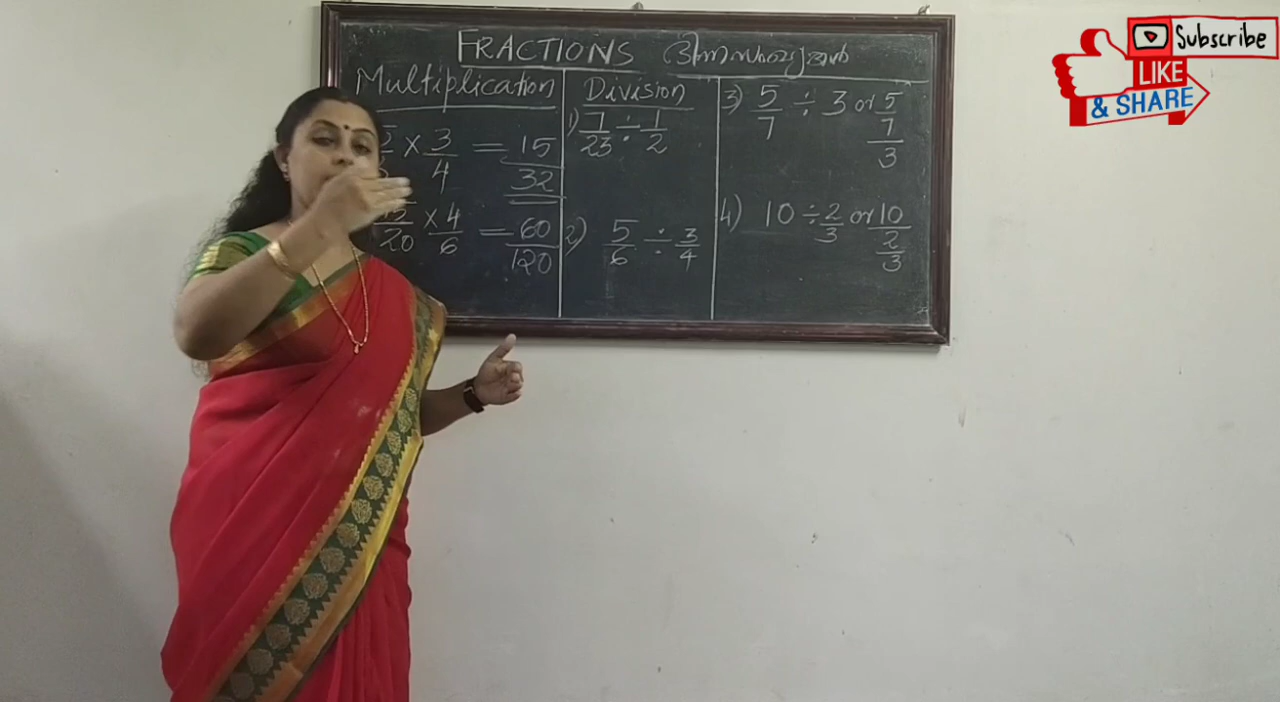 FRACTIONS ഭിന്നസംഖ്യകൾ
Multiplication
× 3/4 = 15/32
12/20 × 4/6 = 60/120
Division
1) 7/23 ÷ 1/2
2) 5/6 ÷ 3/4
3) 5/7 ÷ 3 or 5/7/3
4) 10 ÷ 2/3 or 10/2/3
Subscribe
LIKE
& SHARE